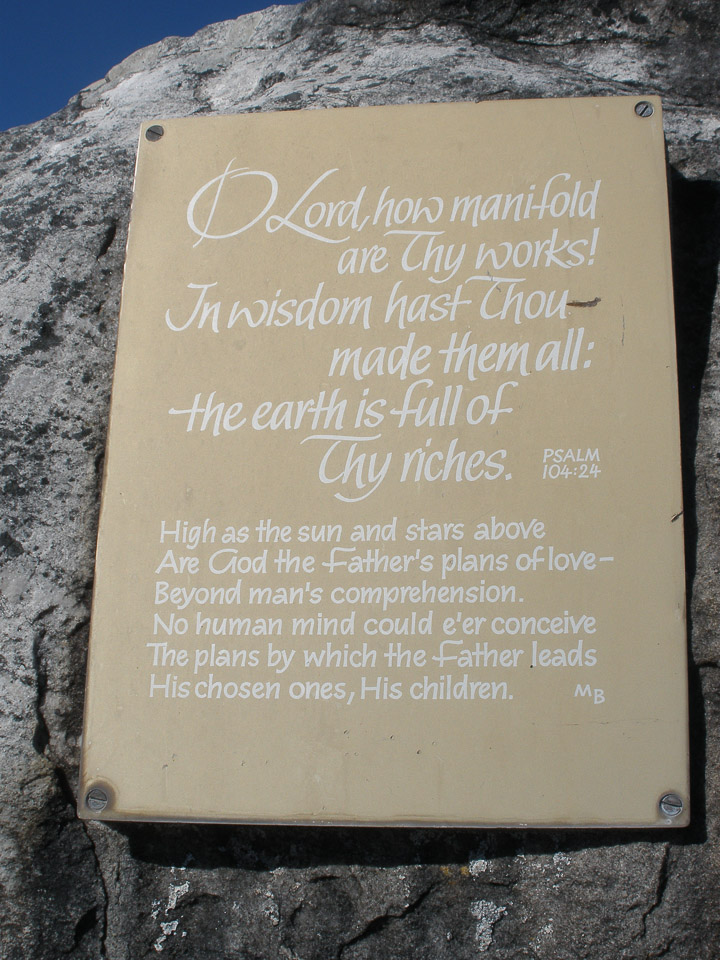 O Lord, how manifold
are Thy works!
In wisdom hast Thou
made them all:
the earth is full of
Thy riches.
PSALM
104:24
High as the sun and stars above
Are God the Father's plans of love–
Beyond man's comprehension.
No human mind could e'er conceive
The plans by which the Father leads
His chosen ones, His children.
MB